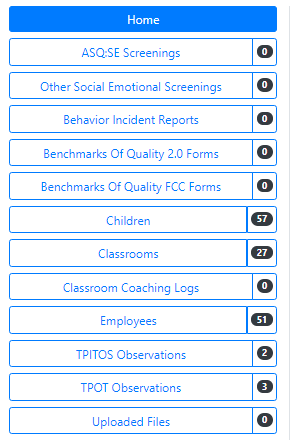 Home
ASQ:SE Screenings 0
Other Social Emotional Screenings 0
Behavior Incident Reports 0
Benchmarks Of Quality 2.0 Forms 0
Benchmarks Of Quality FCC Forms 0
Children 57
Classrooms 27
Classroom Coaching Logs 0
Employees 51
TPITOS Observations 2
TPOT Observations 3
Uploaded Files 0